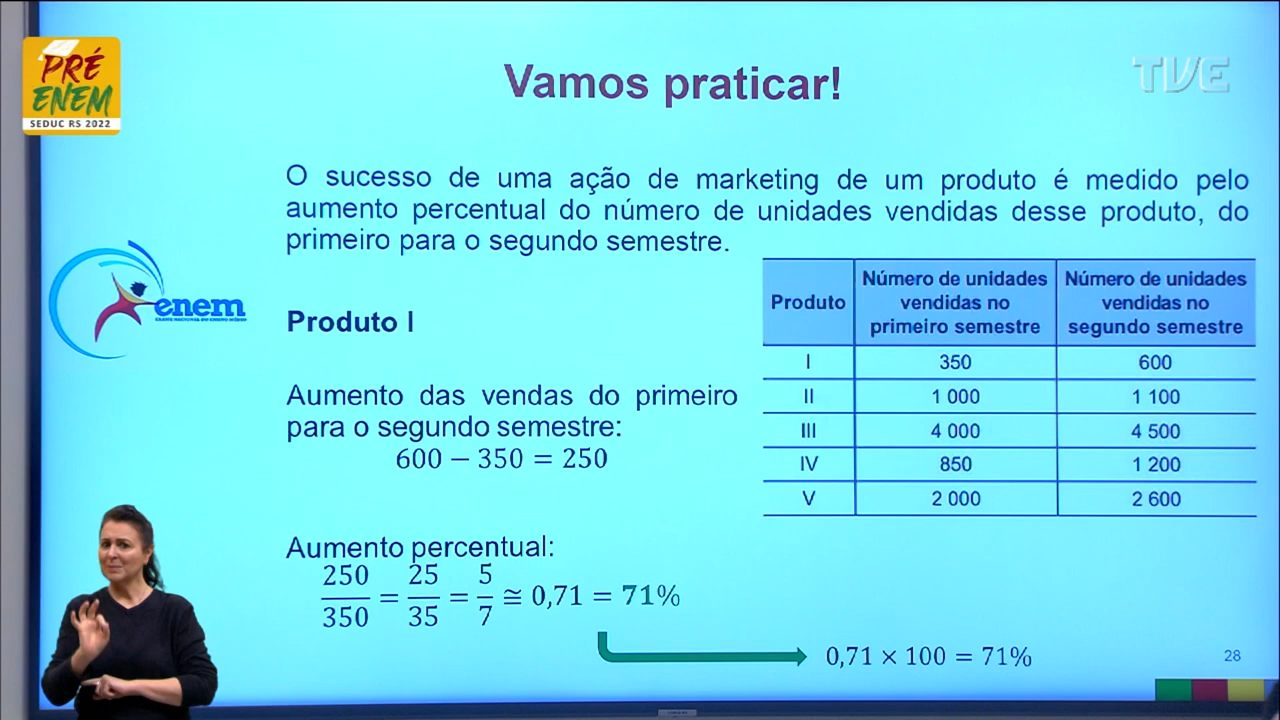 PRÉ
ENEM
SEDUC RS 2022
TVE
Vamos praticar!
O sucesso de uma ação de marketing de um produto é medido pelo
aumento percentual do número de unidades vendidas desse produto, do
primeiro para o segundo semestre.
enem
Produto I
Aumento das vendas do primeiro
para o segundo semestre:
600 − 350 = 250
Produto | Número de unidades vendidas no primeiro semestre | Número de unidades vendidas no segundo semestre
I 350 600
II 1 000 1 100
III 4 000 4 500
IV 850 1 200
V 2 000 2 600
Aumento percentual:
250/350 = 25/35 = 5/7 ≅ 0,71 = 71%
0,71 × 100 = 71%
28